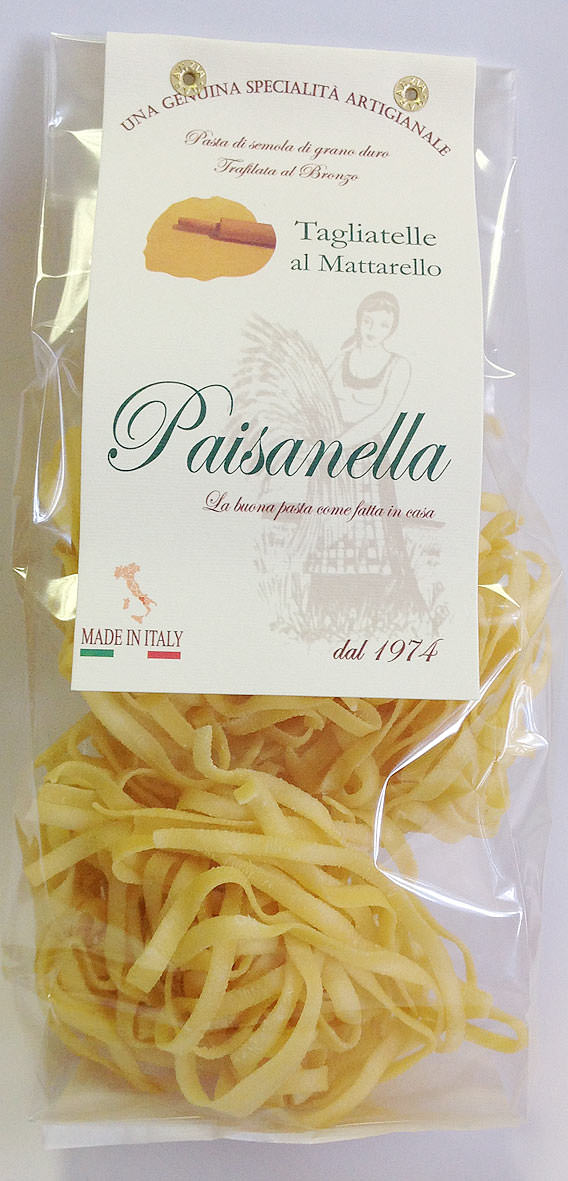 UNA GENUINA SPECIALITÀ ARTIGIANALE
Pasta di semola di grano duro
Trafilata al Bronzo
Tagliatelle
al Mattarello
Paisanella
La buona pasta come fatta in casa
MADE IN ITALY
dal 1974